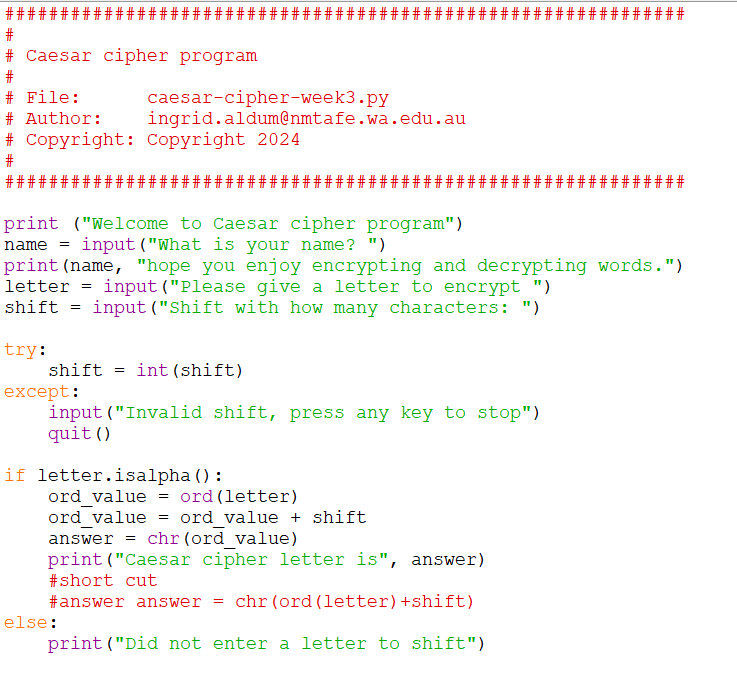 ##############################################################
#
# Caesar cipher program
#
# File:      caesar-cipher-week3.py
# Author:    ingrid.aldum@nmtafe.wa.edu.au
# Copyright: Copyright 2024
#
##############################################################
print ("Welcome to Caesar cipher program")
name = input("What is your name? ")
print(name, "hope you enjoy encrypting and decrypting words.")
letter = input("Please give a letter to encrypt ")
shift = input("Shift with how many characters: ")
try:
    shift = int(shift)
except:
    input("Invalid shift, press any key to stop")
    quit()
if letter.isalpha():
    ord_value = ord(letter)
    ord_value = ord_value + shift
    answer = chr(ord_value)
    print("Caesar cipher letter is", answer)
    #short cut
    #answer answer = chr(ord(letter)+shift)
else:
    print("Did not enter a letter to shift")